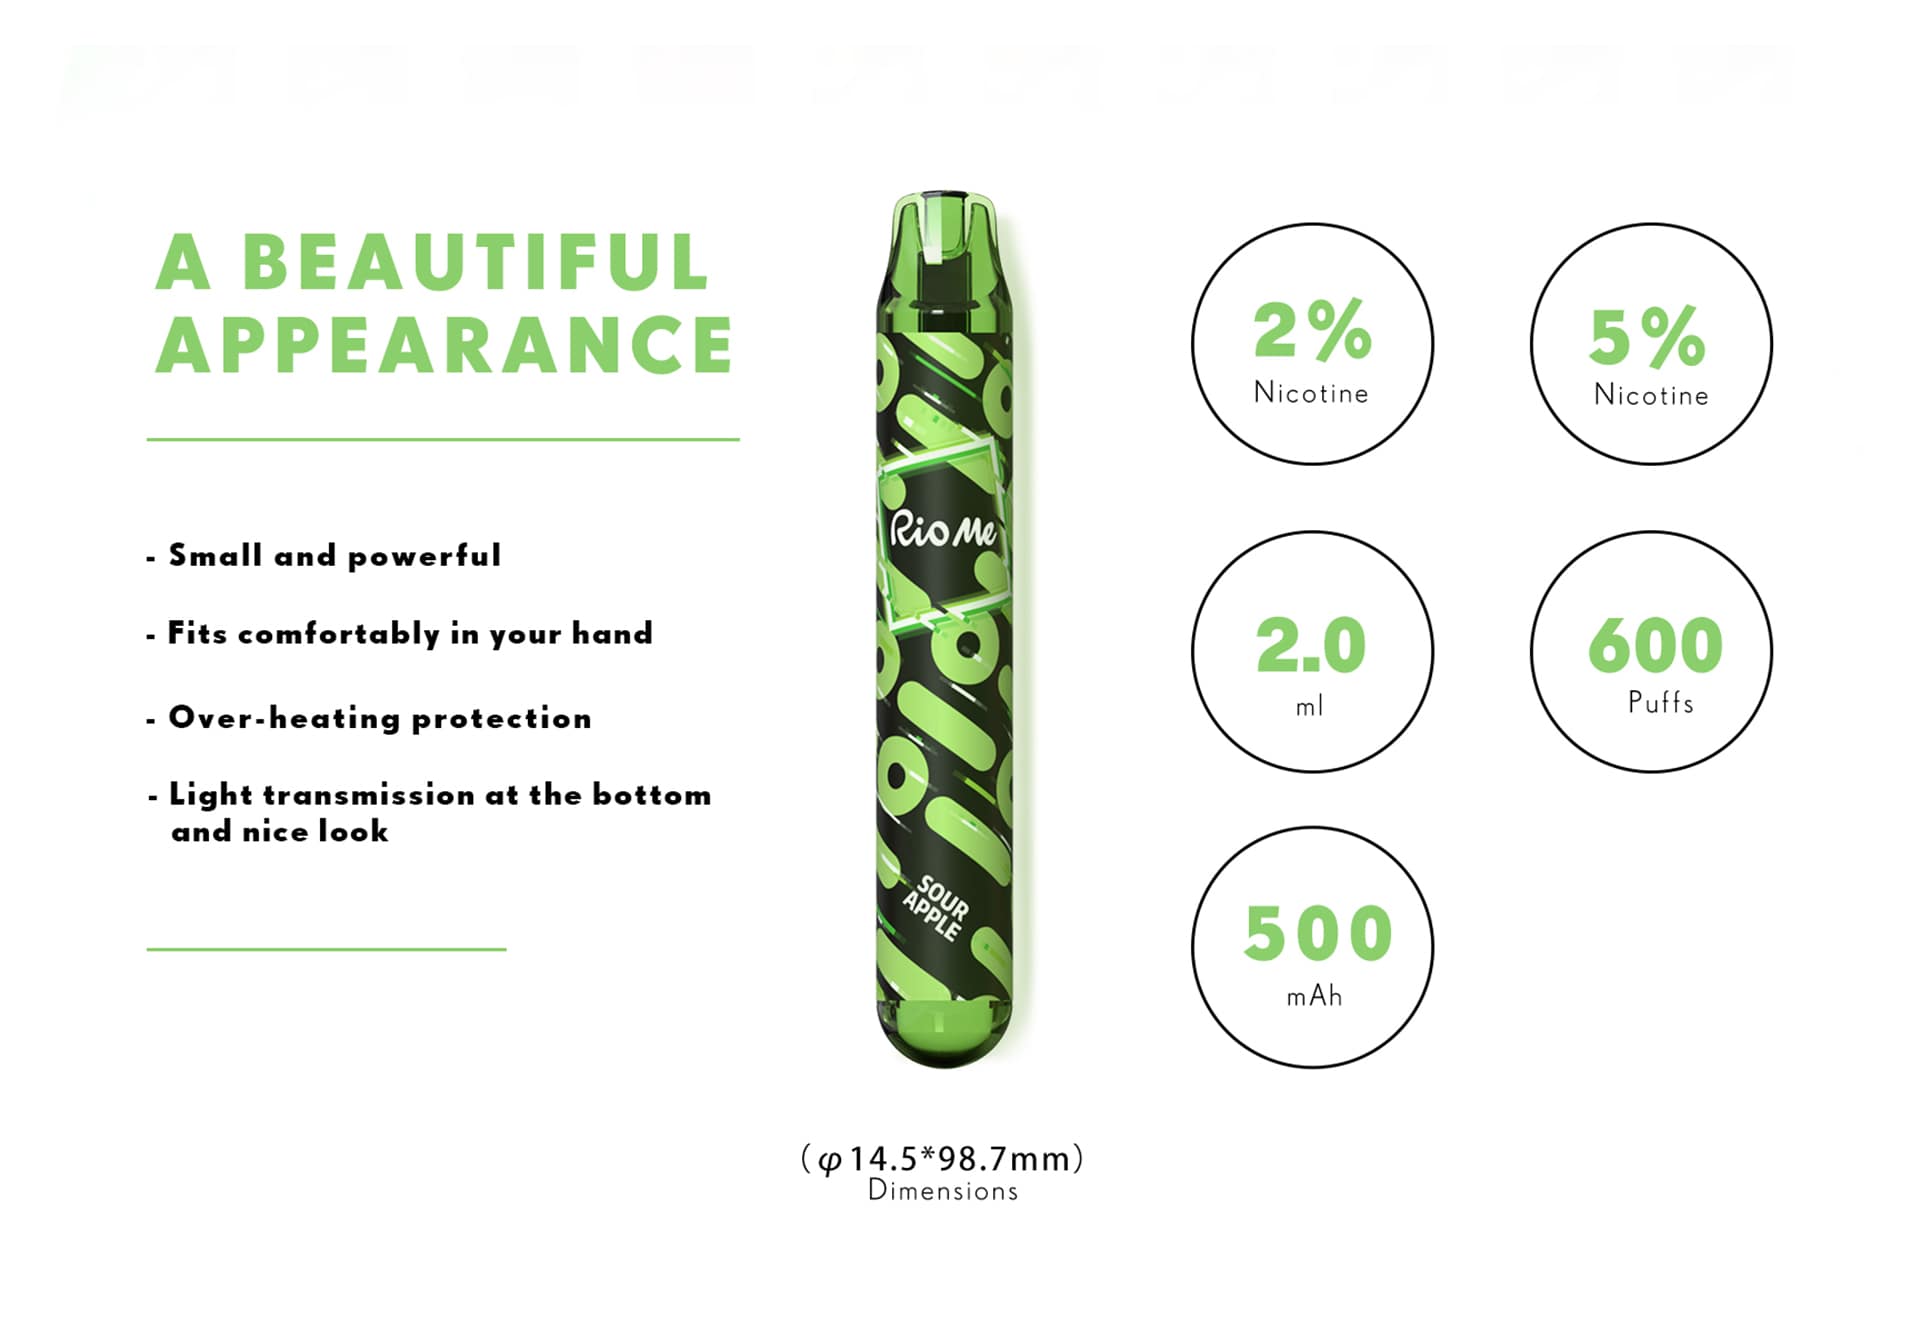 A BEAUTIFUL
APPEARANCE
- Small and powerful
- Fits comfortably in your hand
- Over-heating protection
- Light transmission at the bottom
and nice look
Rio Me
SOUR
APPLE
（φ14.5*98.7mm）
Dimensions
2%
Nicotine
5%
Nicotine
2.0
ml
600
Puffs
500
mAh